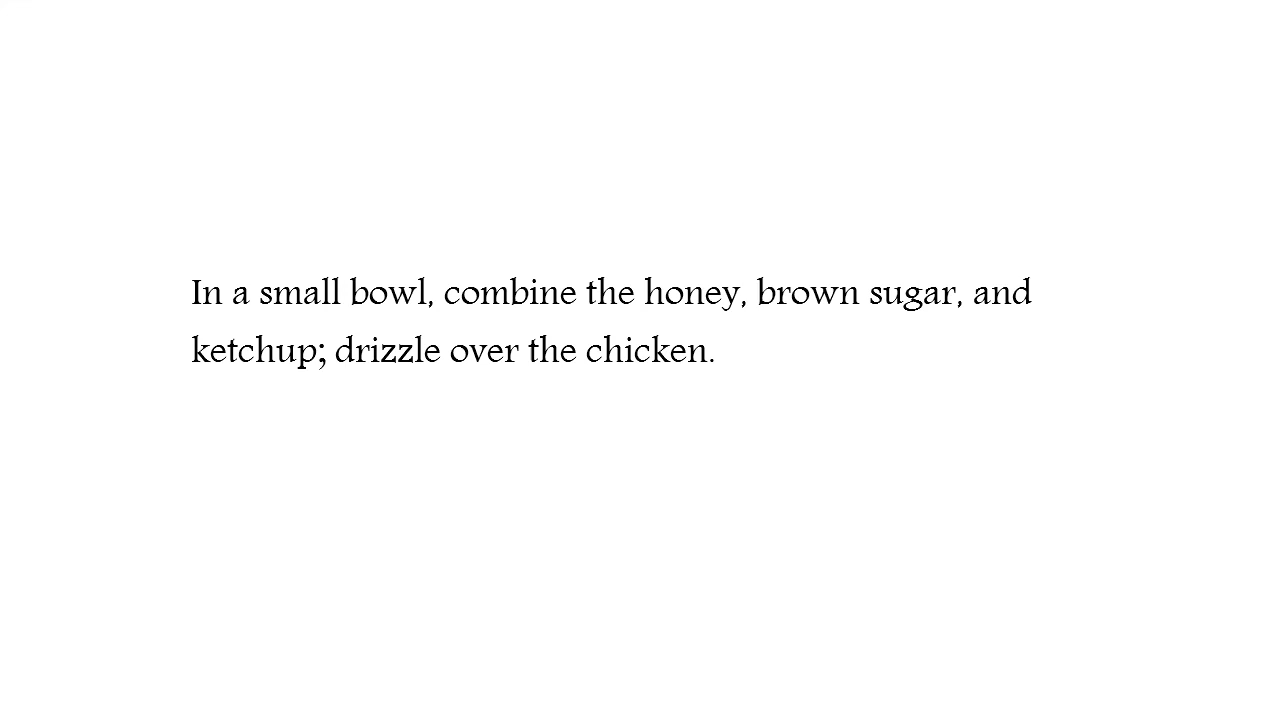 In a small bowl, combine the honey, brown sugar, and
ketchup; drizzle over the chicken.